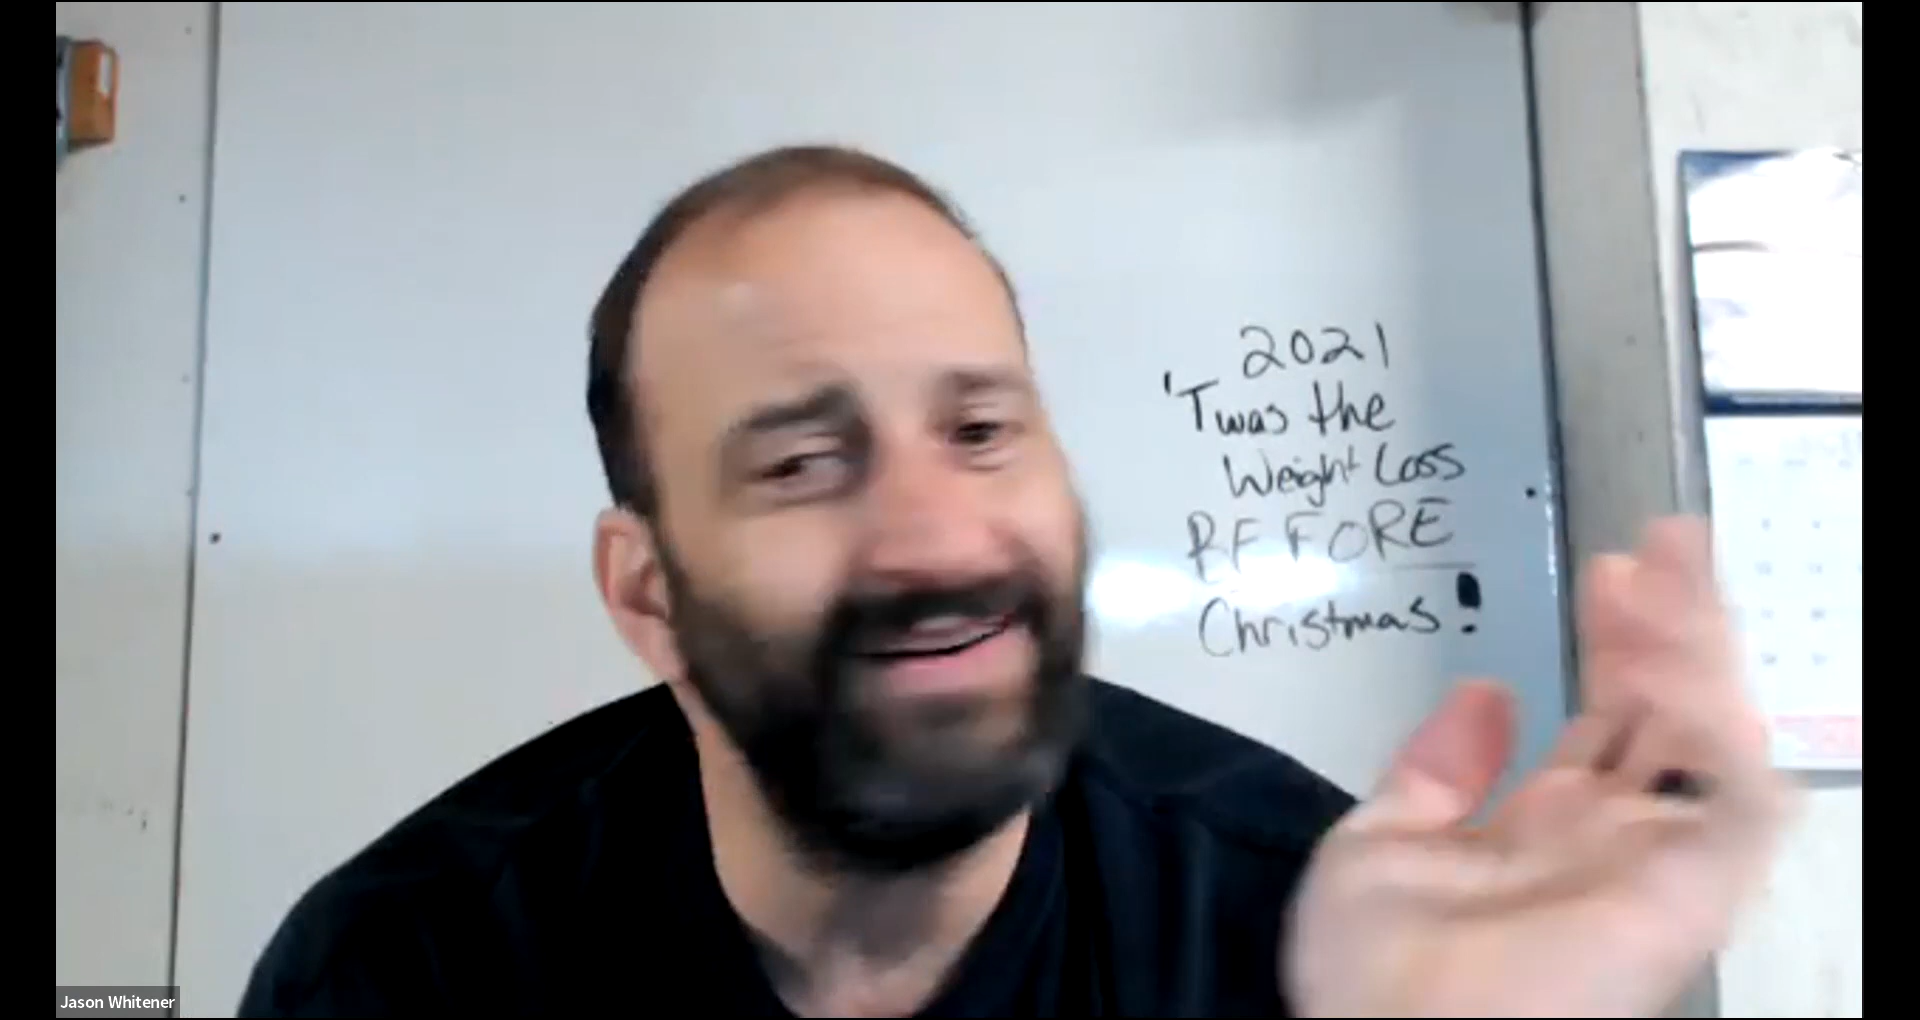 2021
'Twas the
Weight Loss
BEFORE
Christmas!
Jason Whitener